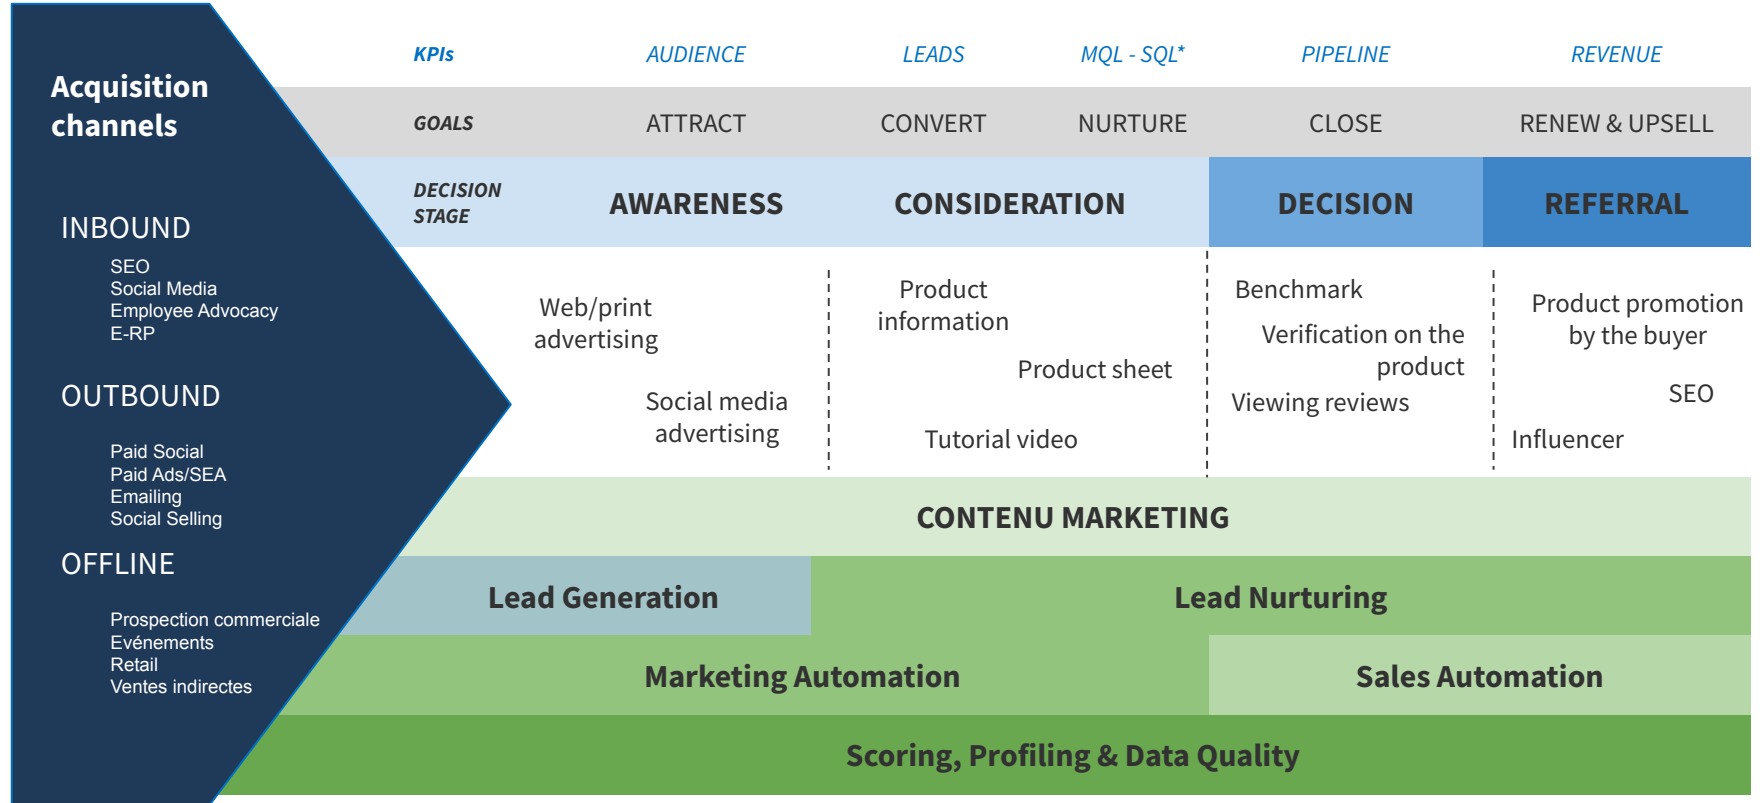 Acquisition
channels
INBOUND
SEO
Social Media
Employee Advocacy
E-RP
OUTBOUND
Paid Social
Paid Ads/SEA
Emailing
Social Selling
OFFLINE
Prospection commerciale
Evénements
Retail
Ventes indirectes
KPIs AUDIENCE LEADS MQL - SQL* PIPELINE REVENUE
GOALS ATTRACT CONVERT NURTURE CLOSE RENEW & UPSELL
DECISION
STAGE
AWARENESS CONSIDERATION DECISION REFERRAL
Web/print
advertising
Social media
advertising
Product
information
Product sheet
Tutorial video
Benchmark
Verification on the
product
Viewing reviews
Product promotion
by the buyer
SEO
Influencer
CONTENU MARKETING
Lead Generation Lead Nurturing
Marketing Automation Sales Automation
Scoring, Profiling & Data Quality